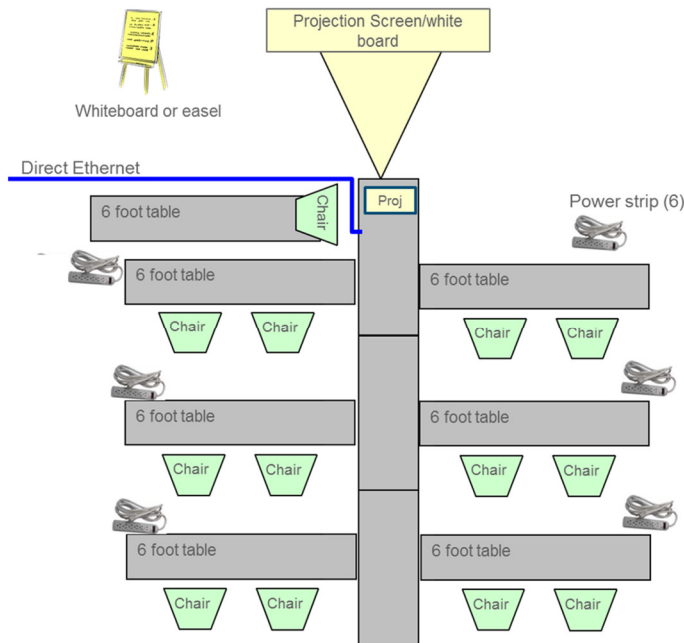 Projection Screen/white
board
Whiteboard or easel
Direct Ethernet
6 foot table
Chair
Proj
Power strip (6)
6 foot table
6 foot table
Chair
Chair
Chair
Chair
6 foot table
6 foot table
Chair
Chair
Chair
Chair
6 foot table
6 foot table
Chair
Chair
Chair
Chair